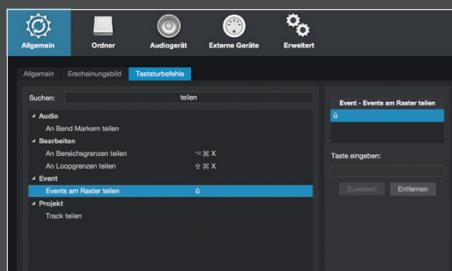 Allgemein
Ordner
Audiogerät
Externe Geräte
Erweitert
Allgemein
Erscheinungsbild
Tastaturbefehle
Suchen:
teilen
Audio
An Bend Markern teilen
Bearbeiten
An Bereichsgrenzen teilen ⌥ ⌘ X
An Loopgrenzen teilen ⇧ ⌘ X
Event
Events am Raster teilen ü
Projekt
Track teilen
Event - Events am Raster teilen
ü
Taste eingeben:
Zuweisen
Entfernen